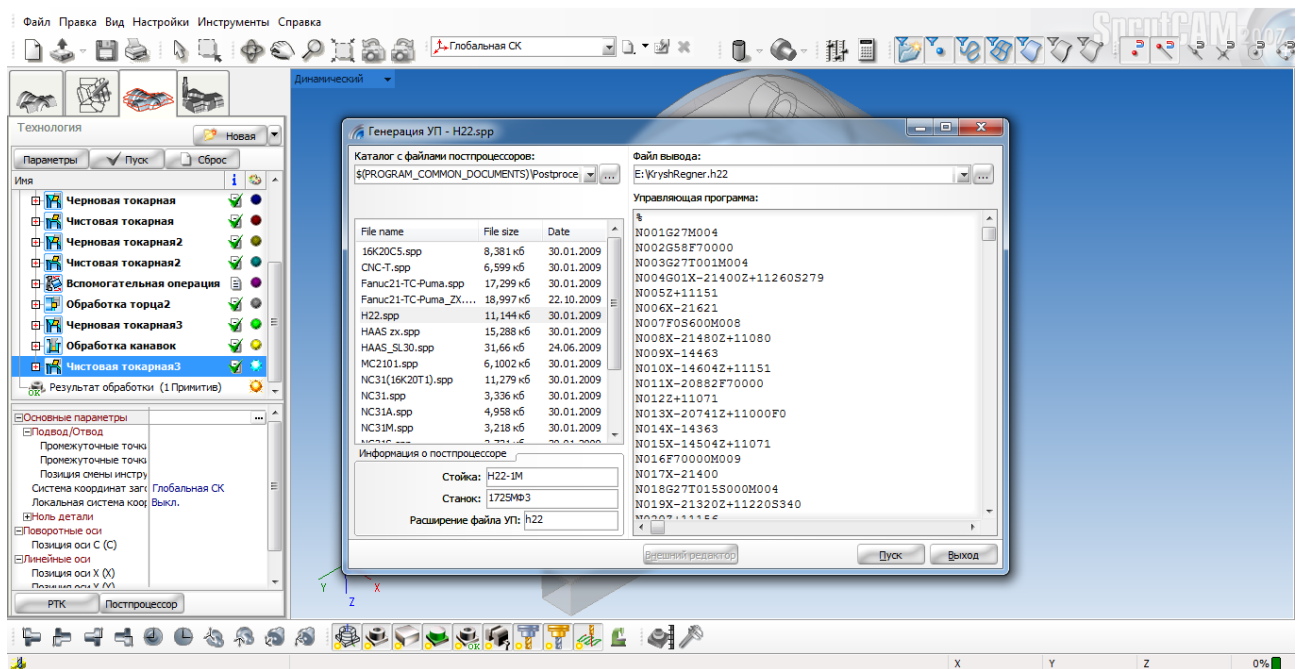 Файл Правка Вид Настройки Инструменты Справка
SprutCAM 2007
Глобальная СК
Динамический
Технология
Новая
Параметры Пуск Сброс
Имя
Черновая токарная
Чистовая токарная
Черновая токарная2
Чистовая токарная2
Вспомогательная операция
Обработка торца2
Черновая токарная3
Обработка канавок
Чистовая токарная3
Результат обработки (1 Примитив)
Основные параметры
Подвод/Отвод
Промежуточные точки
Промежуточные точки
Позиция смены инстру
Система координат заго Глобальная СК
Локальная система коор Выкл.
Ноль детали
Поворотные оси
Позиция оси C (C)
Линейные оси
Позиция оси X (X)
Позиция оси Y (Y)
РТК Постпроцессор
Генерация УП - H22.spp
Каталог с файлами постпроцессоров:
$(PROGRAM_COMMON_DOCUMENTS)\Postproce
File name File size Date
16K20C5.spp 8,381 кб 30.01.2009
CNC-T.spp 6,599 кб 30.01.2009
Fanuc21-TC-Puma.spp 17,299 кб 30.01.2009
Fanuc21-TC-Puma_ZX.... 18,997 кб 22.10.2009
H22.spp 11,144 кб 30.01.2009
HAAS zx.spp 15,288 кб 30.01.2009
HAAS_SL30.spp 31,66 кб 24.06.2009
MC2101.spp 6,1002 кб 30.01.2009
NC31(16K20T1).spp 11,279 кб 30.01.2009
NC31.spp 3,336 кб 30.01.2009
NC31A.spp 4,958 кб 30.01.2009
NC31M.spp 3,218 кб 30.01.2009
Информация о постпроцессоре
Стойка: H22-1M
Станок: 1725МФ3
Расширение файла УП: h22
Файл вывода:
E:\KryshRegner.h22
Управляющая программа:
%
N001G27M004
N002G58F70000
N003G27T001M004
N004G01X-21400Z+11260S279
N005Z+11151
N006X-21621
N007F0S600M008
N008X-21480Z+11080
N009X-14463
N010X-14604Z+11151
N011X-20882F70000
N012Z+11071
N013X-20741Z+11000F0
N014X-14363
N015X-14504Z+11071
N016F70000M009
N017X-21400
N018G27T015S000M004
N019X-21320Z+11220S340
N020Z+11156
Внешний редактор Пуск Выход
Y X
Z
X Y Z 0%